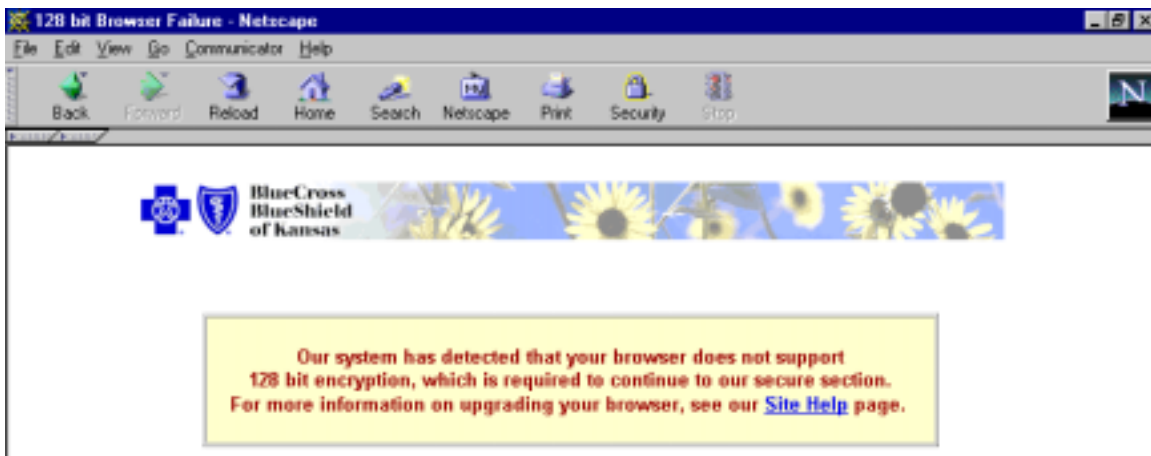 128 bit Browser Failure - Netscape
File Edit View Go Communicator Help
Back Forward Reload Home Search Netscape Print Security Stop
N
BlueCross
BlueShield
of Kansas
Our system has detected that your browser does not support
128 bit encryption, which is required to continue to our secure section.
For more information on upgrading your browser, see our Site Help page.